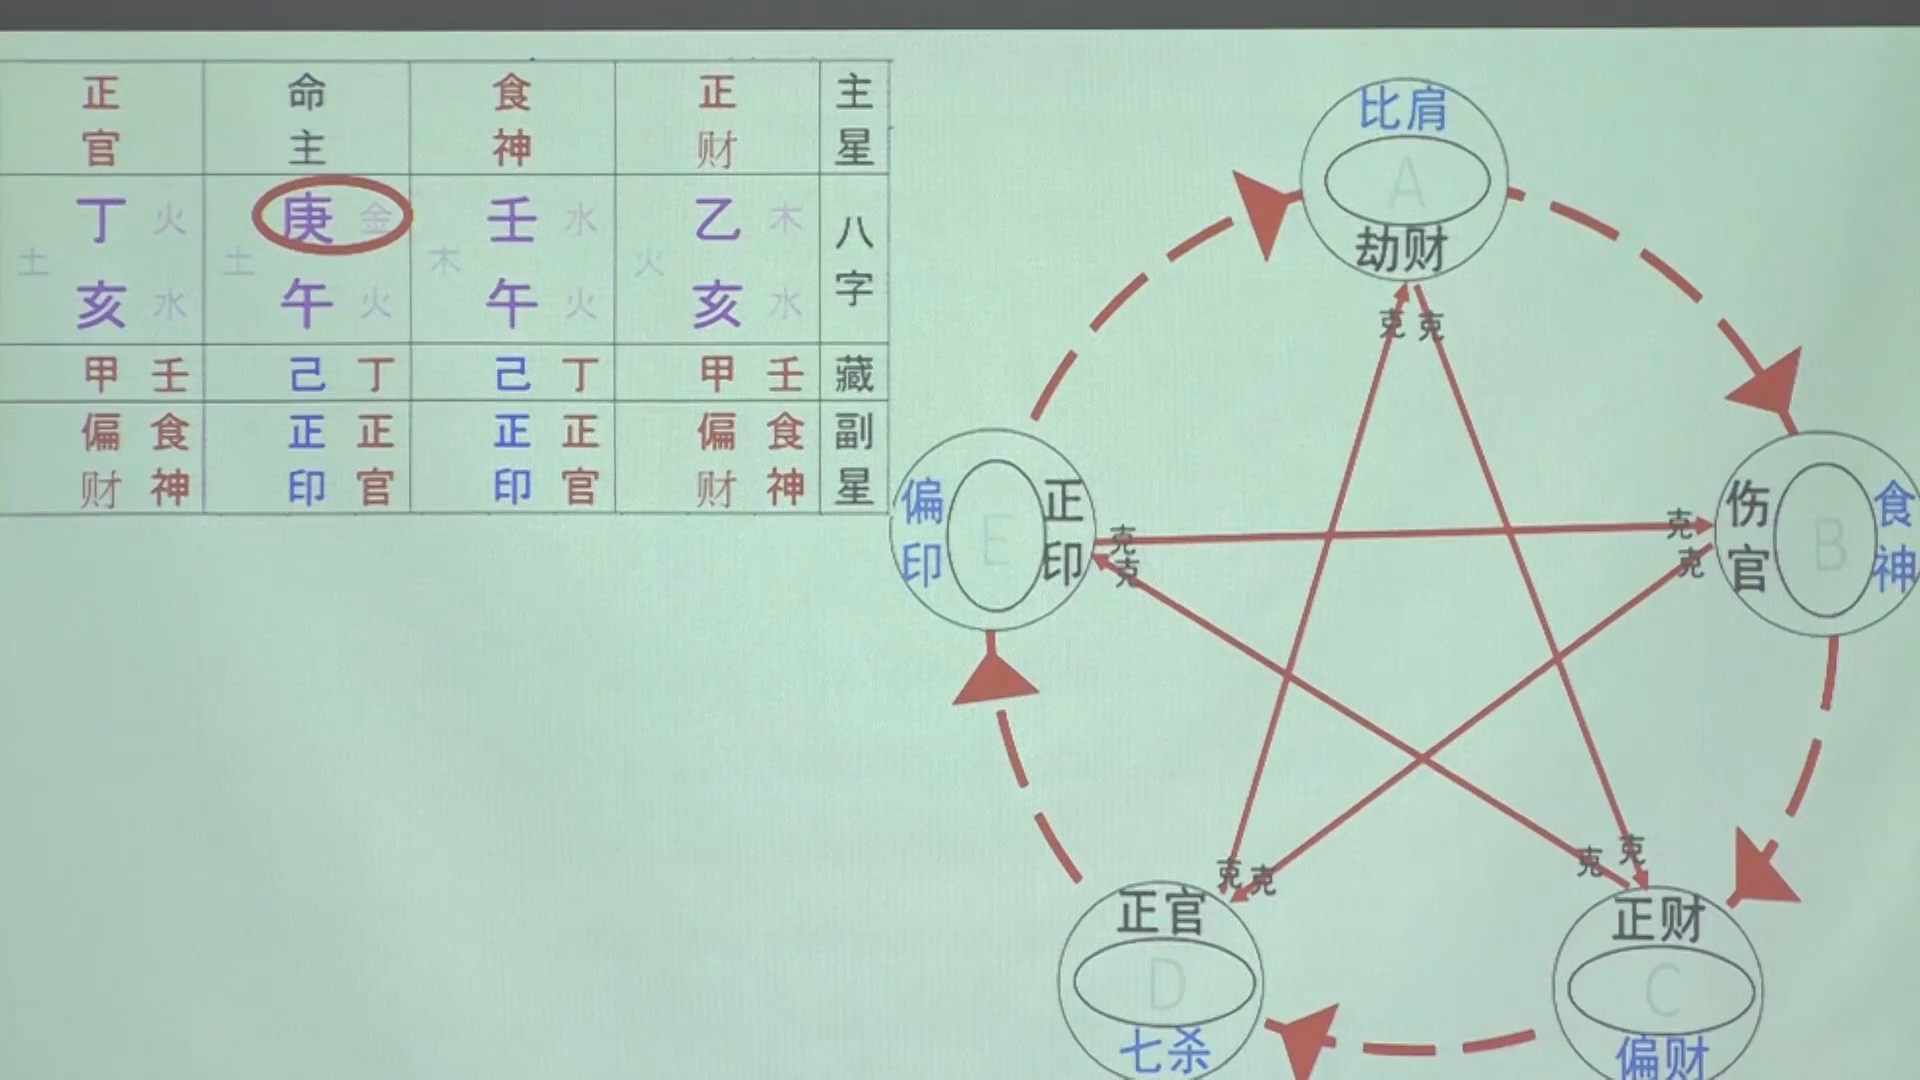 正 命 食 正 主
官 主 神 财 星
丁 火 庚 金 壬 水 乙 木 八
土 土 木 火 字
亥 水 午 火 午 火 亥 水
甲 壬 己 丁 己 丁 甲 壬 藏
偏 食 正 正 正 正 偏 食 副
财 神 印 官 印 官 财 神 星
比肩
A
劫财
克 克
偏印
E
正印
克
克
克
克
伤官
B
食神
克 克
正官
D
七杀
克 克
正财
C
偏财